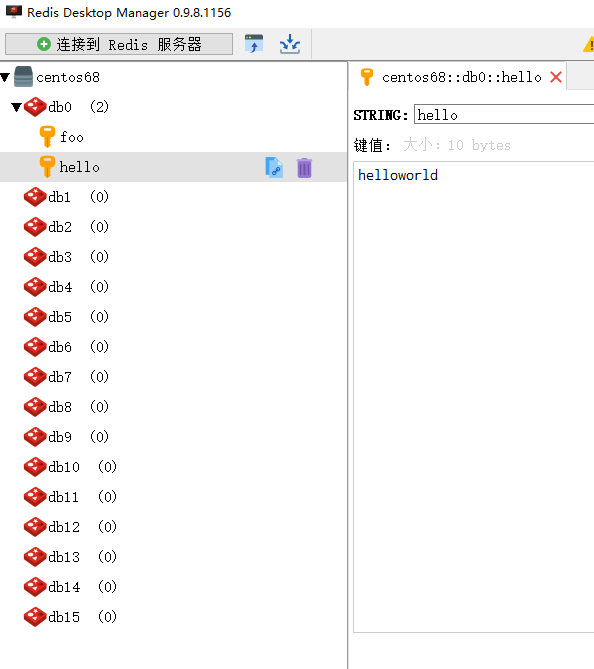 Redis Desktop Manager 0.9.8.1156
连接到 Redis 服务器
centos68
db0 (2)
foo
hello
db1 (0)
db2 (0)
db3 (0)
db4 (0)
db5 (0)
db6 (0)
db7 (0)
db8 (0)
db9 (0)
db10 (0)
db11 (0)
db12 (0)
db13 (0)
db14 (0)
db15 (0)
centos68::db0::hello
STRING: hello
键值: 大小: 10 bytes
helloworld